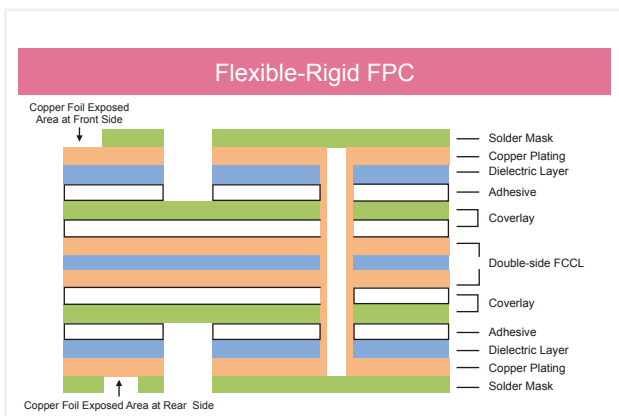 Flexible-Rigid FPC
Copper Foil Exposed
Area at Front Side
Solder Mask
Copper Plating
Dielectric Layer
Adhesive
Coverlay
Double-side FCCL
Coverlay
Adhesive
Dielectric Layer
Copper Plating
Solder Mask
Copper Foil Exposed Area at Rear Side